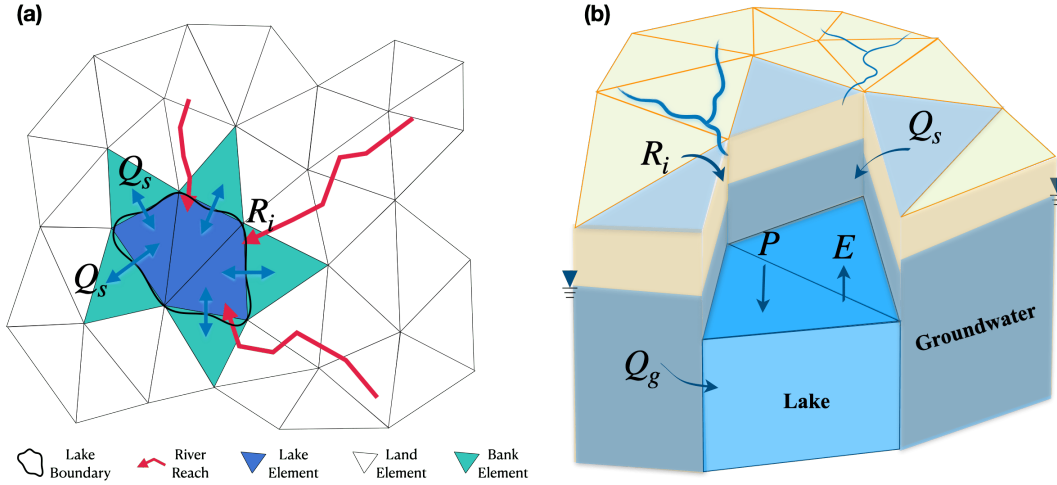 (a)
Q_s
R_i
Q_s
Lake
Boundary
River
Reach
Lake
Element
Land
Element
Bank
Element
(b)
R_i
Q_s
P
E
Q_g
Lake
Groundwater